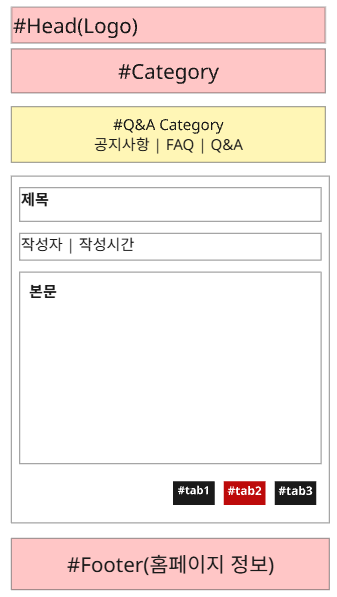 #Head(Logo)
#Category
#Q&A Category
공지사항 | FAQ | Q&A
제목
작성자 | 작성시간
본문
#tab1 #tab2 #tab3
#Footer(홈페이지 정보)